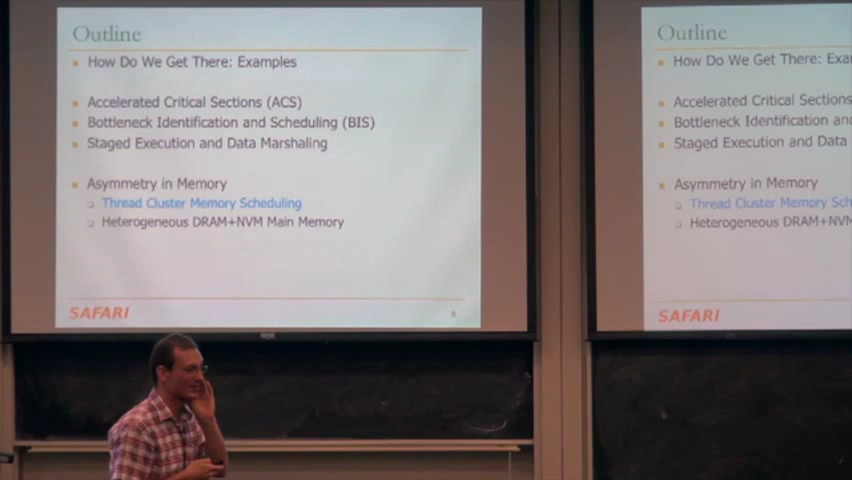 Outline
How Do We Get There: Examples
Accelerated Critical Sections (ACS)
Bottleneck Identification and Scheduling (BIS)
Staged Execution and Data Marshaling
Asymmetry in Memory
Thread Cluster Memory Scheduling
Heterogeneous DRAM+NVM Main Memory
SAFARI
Outline
How Do We Get There: Exa
Accelerated Critical Sections
Bottleneck Identification an
Staged Execution and Data
Asymmetry in Memory
Thread Cluster Memory Sch
Heterogeneous DRAM+NVM
SAFARI